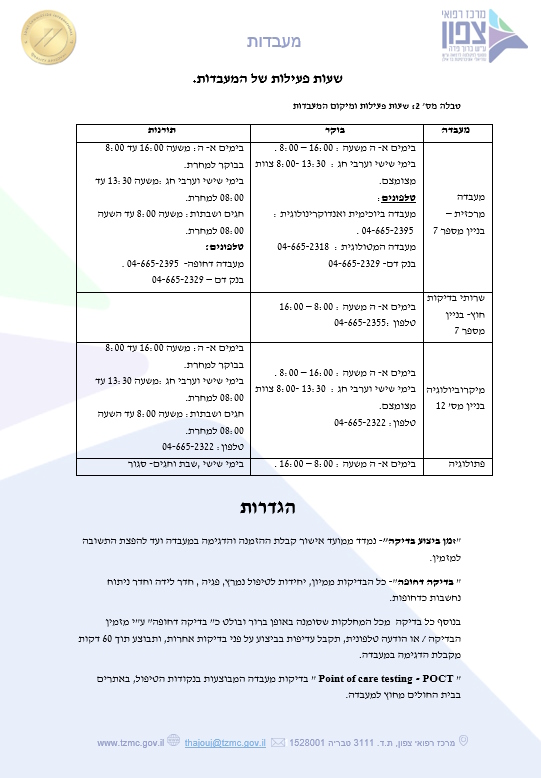 מרכז רפואי
צפון
ע"ש ברוך פדה
מעבדות
שעות פעילות של המעבדות.
טבלה מס' 2: שעות פעילות ומיקום המעבדות
מעבדה
בוקר
תורנות
מעבדה
מרכזית –
בניין מספר 7
בימים א- ה משעה : 16:00 – 8:00 .
בימי שישי וערבי חג : 13:30 -8:00 צוות
מצומצם.
טלפונים:
מעבדה ביוכימית ואנדוקרינולוגית :
04-665-2395 .
מעבדה המטולוגית : 04-665-2318
בנק דם- 04-665-2329
בימים א- ה: משעה 16:00 עד 8:00
בבוקר למחרת.
בימי שישי וערבי חג :משעה 13:30 עד
08:00 למחרת.
חגים ושבתות: משעה 8:00 עד השעה
08:00 למחרת.
טלפונים:
מעבדה דחופה- 04-665-2395 .
בנק דם – 04-665-2329
שרותי בדיקות
חוץ- בניין
מספר 7
בימים א- ה משעה : 8:00 – 16:00
טלפון :04-665-2355
מיקרוביולוגיה
בניין מס' 12
בימים א- ה משעה : 16:00 – 8:00 .
בימי שישי וערבי חג : 13:30 -8:00 צוות
מצומצם.
טלפון: 04-665-2322
בימים א- ה: משעה 16:00 עד 8:00
בבוקר למחרת.
בימי שישי וערבי חג :משעה 13:30 עד
08:00 למחרת.
חגים ושבתות: משעה 8:00 עד השעה
08:00 למחרת.
טלפון: 04-665-2322
פתולוגיה
בימים א- ה משעה : 8:00 – 16:00 .
בימי שישי ,שבת וחגים- סגור
הגדרות
"זמן ביצוע בדיקה"- נמדד ממועד אישור קבלת ההזמנה והדגימה במעבדה ועד להפצת התשובה
למזמין.
" בדיקה דחופה"- כל הבדיקות ממיון, יחידות לטיפול נמרץ, פגיה , חדר לידה וחדר ניתוח
נחשבות כדחופות.
בנוסף כל בדיקה מכל המחלקות שסומנה באופן ברור ובולט כ"בדיקה דחופה" ע"י מזמין
הבדיקה / או הודעה טלפונית, תקבל עדיפות בביצוע על פני בדיקות אחרות, ותבוצע תוך 60 דקות
מקבלת הדגימה במעבדה.
" Point of care testing - POCT " בדיקות מעבדה המבוצעות בנקודות הטיפול, באתרים
בבית החולים מחוץ למעבדה.
מרכז רפואי צפון, ת.ד. 3111 טבריה 1528001 thajouj@tzmc.gov.il www.tzmc.gov.il